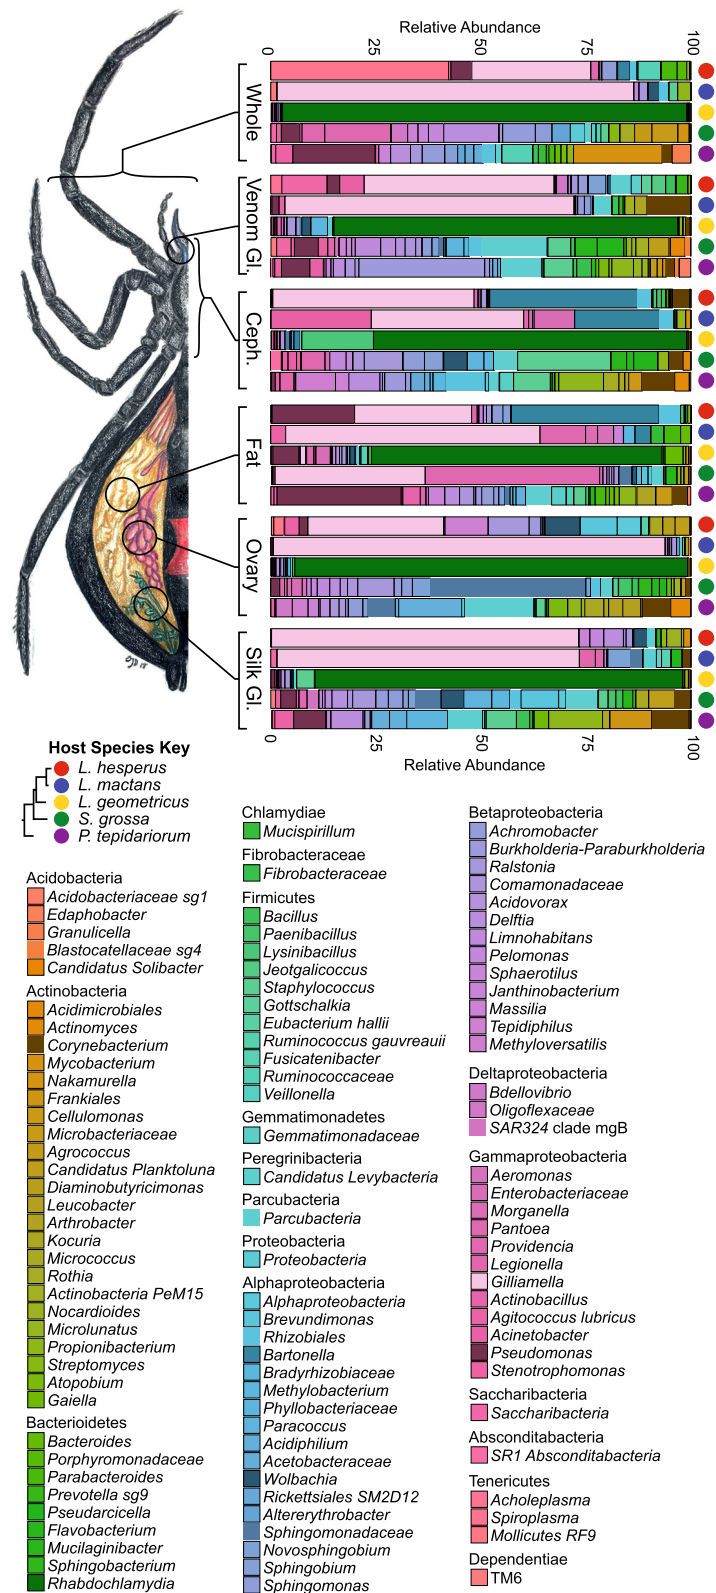 Relative Abundance
0
25
50
75
100
Whole
Venom Gl.
Ceph.
Fat
Ovary
Silk Gl.
0
25
50
75
100
Relative Abundance
Host Species Key
L. hesperus
L. mactans
L. geometricus
S. grossa
P. tepidariorum
Acidobacteria
Acidobacteriaceae sg1
Edaphobacter
Granulicella
Blastocatellaceae sg4
Candidatus Solibacter
Actinobacteria
Acidimicrobiales
Actinomyces
Corynebacterium
Mycobacterium
Nakamurella
Frankiales
Cellulomonas
Microbacteriaceae
Agrococcus
Candidatus Planktoluna
Diaminobutyricimonas
Leucobacter
Arthrobacter
Kocuria
Micrococcus
Rothia
Actinobacteria PeM15
Nocardioides
Microlunatus
Propionibacterium
Streptomyces
Atopobium
Gaiella
Bacterioidetes
Bacteroides
Porphyromonadaceae
Parabacteroides
Prevotella sg9
Pseudarcicella
Flavobacterium
Mucilaginibacter
Sphingobacterium
Rhabdochlamydia
Chlamydiae
Mucispirillum
Fibrobacteraceae
Fibrobacteraceae
Firmicutes
Bacillus
Paenibacillus
Lysinibacillus
Jeotgalicoccus
Staphylococcus
Gottschalkia
Eubacterium hallii
Ruminococcus gauvreauii
Fusicatenibacter
Ruminococcaceae
Veillonella
Gemmatimonadetes
Gemmatimonadaceae
Peregrinibacteria
Candidatus Levybacteria
Parcubacteria
Parcubacteria
Proteobacteria
Proteobacteria
Alphaproteobacteria
Alphaproteobacteria
Brevundimonas
Rhizobiales
Bartonella
Bradyrhizobiaceae
Methylobacterium
Phyllobacteriaceae
Paracoccus
Acidiphilium
Acetobacteraceae
Wolbachia
Rickettsiales SM2D12
Altererythrobacter
Sphingomonadaceae
Novosphingobium
Sphingobium
Sphingomonas
Betaproteobacteria
Achromobacter
Burkholderia-Paraburkholderia
Ralstonia
Comamonadaceae
Acidovorax
Delftia
Limnohabitans
Pelomonas
Sphaerotilus
Janthinobacterium
Massilia
Tepidiphilus
Methyloversatilis
Deltaproteobacteria
Bdellovibrio
Oligoflexaceae
SAR324 clade mgB
Gammaproteobacteria
Aeromonas
Enterobacteriaceae
Morganella
Pantoea
Providencia
Legionella
Gilliamella
Actinobacillus
Agitococcus lubricus
Acinetobacter
Pseudomonas
Stenotrophomonas
Saccharibacteria
Saccharibacteria
Absconditabacteria
SR1 Absconditabacteria
Tenericutes
Acholeplasma
Spiroplasma
Mollicutes RF9
Dependentiae
TM6